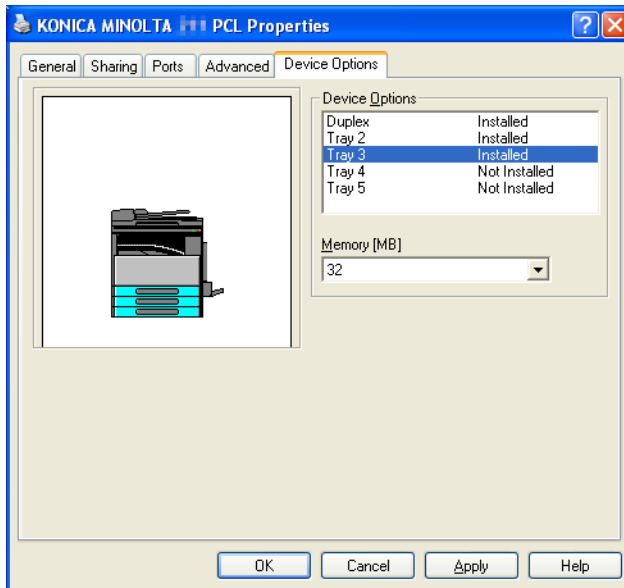 KONICA MINOLTA PCL Properties
General Sharing Ports Advanced Device Options
Device Options
Duplex Installed
Tray 2 Installed
Tray 3 Installed
Tray 4 Not Installed
Tray 5 Not Installed
Memory [MB]
32
OK Cancel Apply Help